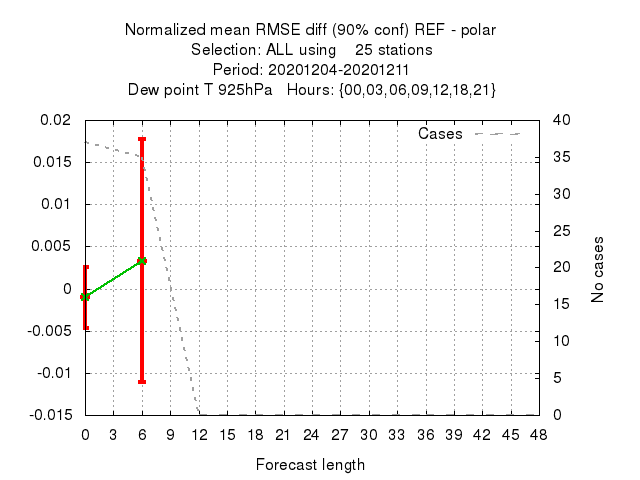 Normalized mean RMSE diff (90% conf) REF - polar
Selection: ALL using 25 stations
Period: 20201204-20201211
Dew point T 925hPa Hours: {00,03,06,09,12,18,21}
0.02
0.015
0.01
0.005
0
-0.005
-0.01
-0.015
Cases
40
35
30
25
20
15
10
5
0
No cases
0 3 6 9 12 15 18 21 24 27 30 33 36 39 42 45 48
Forecast length